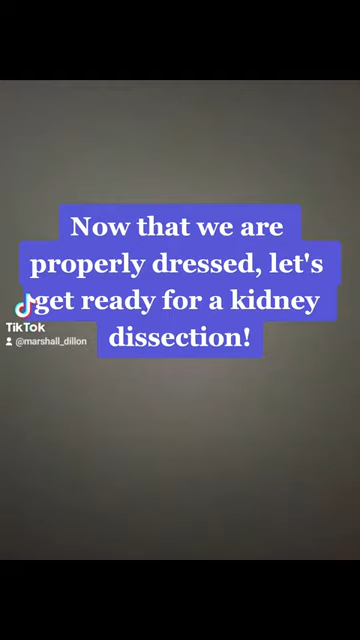 Now that we are
properly dressed, let's
get ready for a kidney
dissection!
TikTok
@marshall_dillon